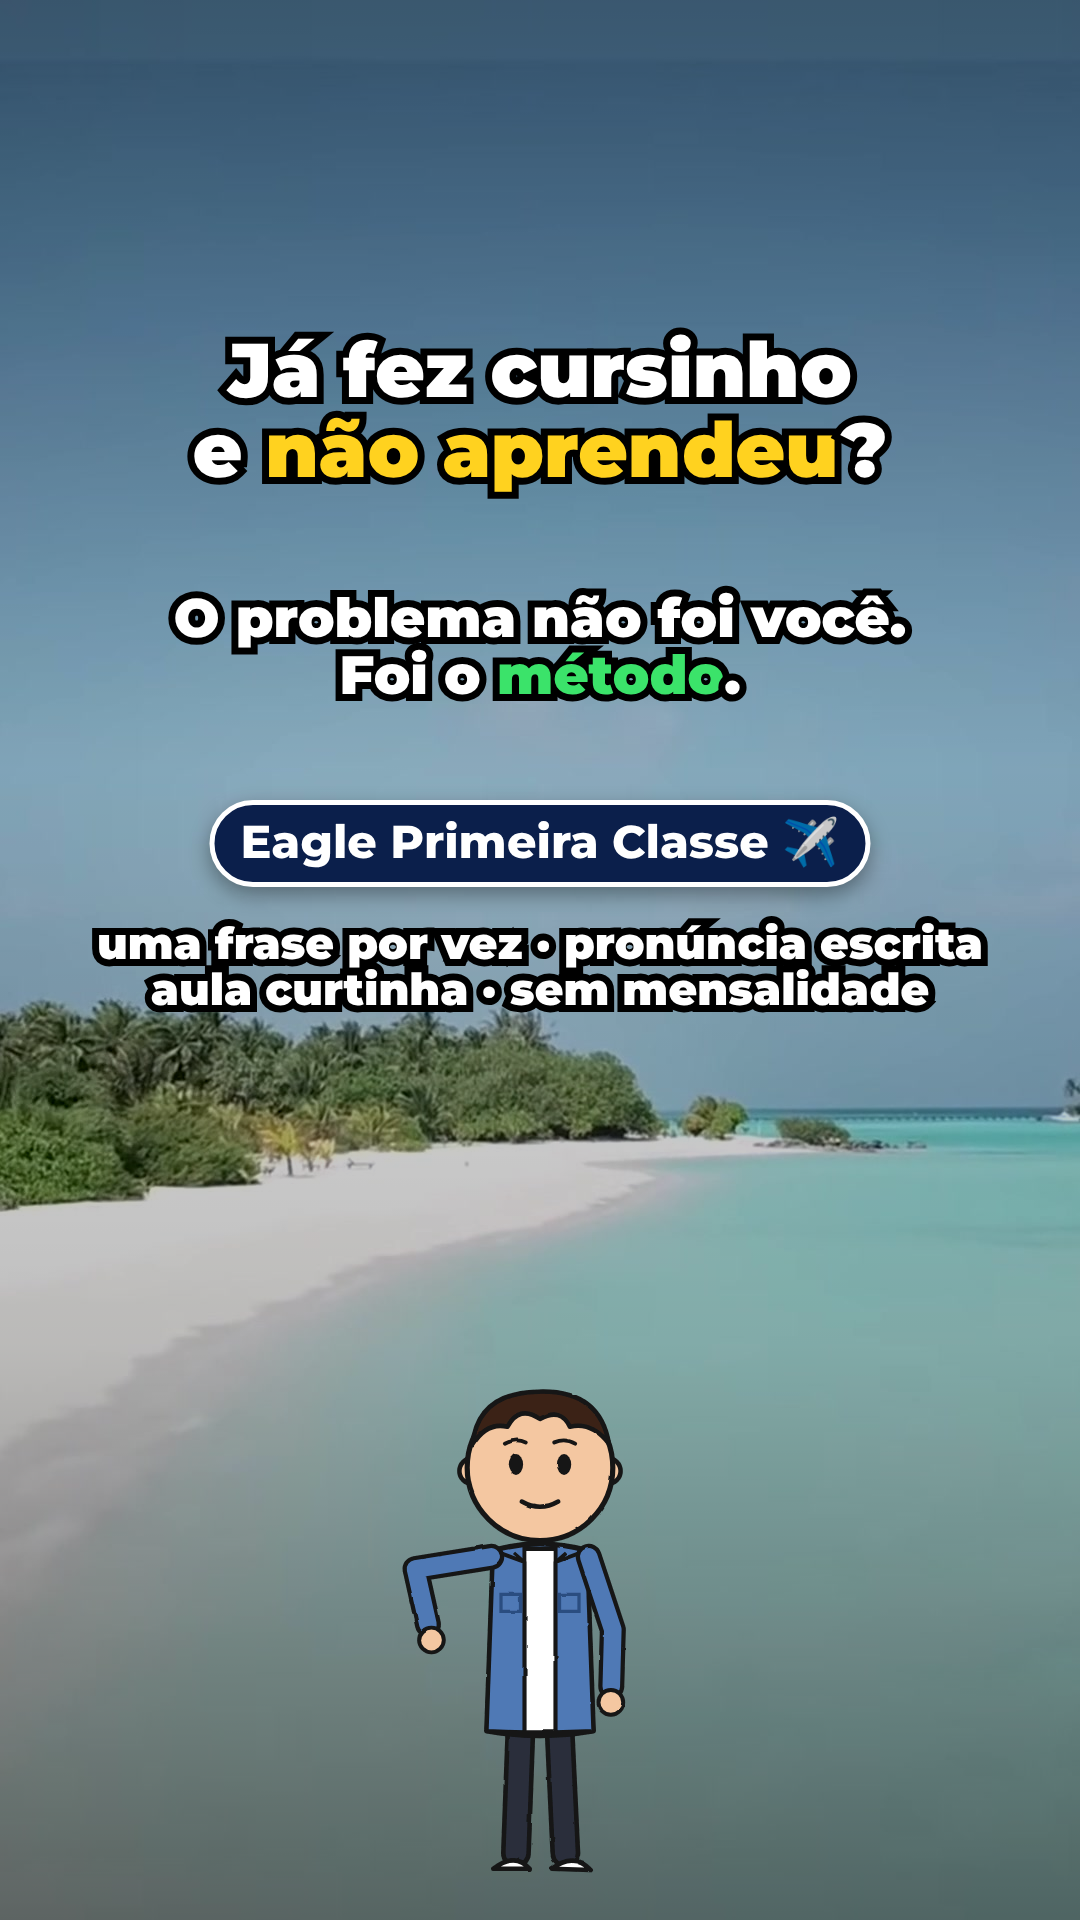 Já fez cursinho
e não aprendeu?
O problema não foi você.
Foi o método.
Eagle Primeira Classe ✈️
uma frase por vez • pronúncia escrita
aula curtinha • sem mensalidade